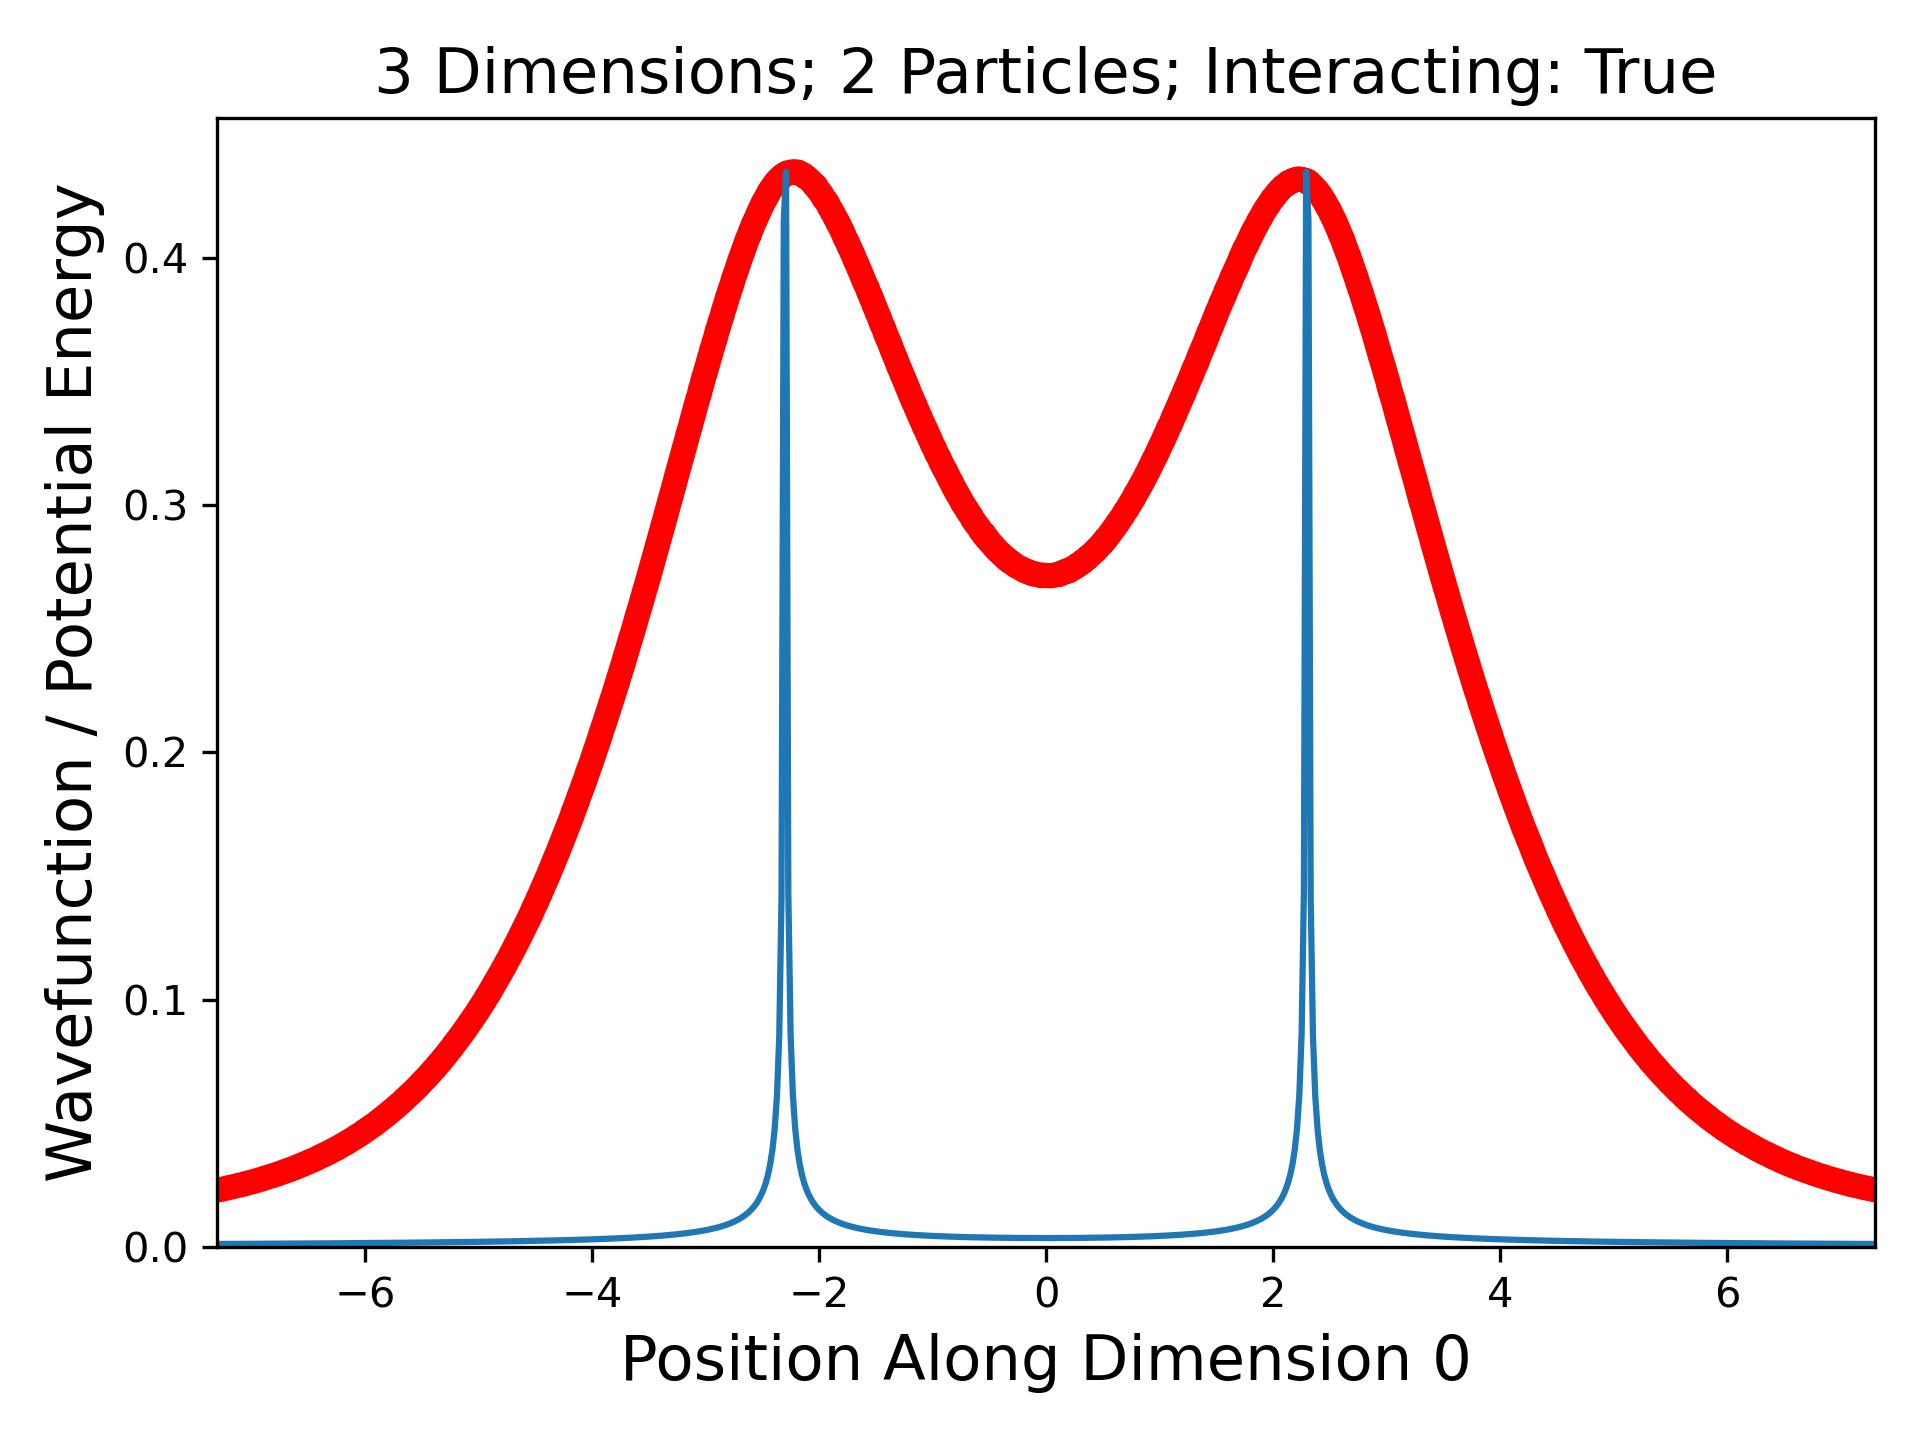 3 Dimensions; 2 Particles; Interacting: True
Wavefunction / Potential Energy
0.4
0.3
0.2
0.1
0.0
−6 −4 −2 0 2 4 6
Position Along Dimension 0